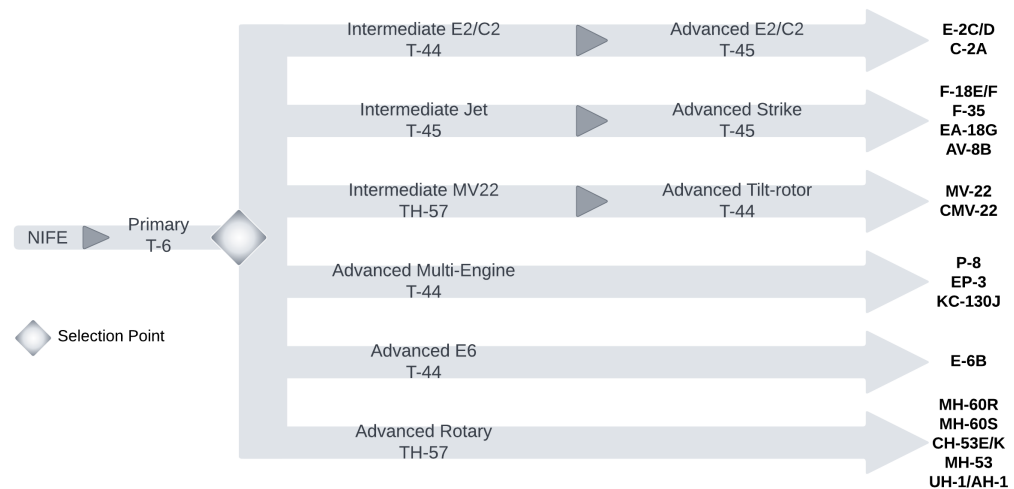 Intermediate E2/C2
T-44
Advanced E2/C2
T-45
E-2C/D
C-2A
Intermediate Jet
T-45
Advanced Strike
T-45
F-18E/F
F-35
EA-18G
AV-8B
Intermediate MV22
TH-57
Advanced Tilt-rotor
T-44
MV-22
CMV-22
NIFE
Primary
T-6
Advanced Multi-Engine
T-44
P-8
EP-3
KC-130J
Selection Point
Advanced E6
T-44
E-6B
Advanced Rotary
TH-57
MH-60R
MH-60S
CH-53E/K
MH-53
UH-1/AH-1